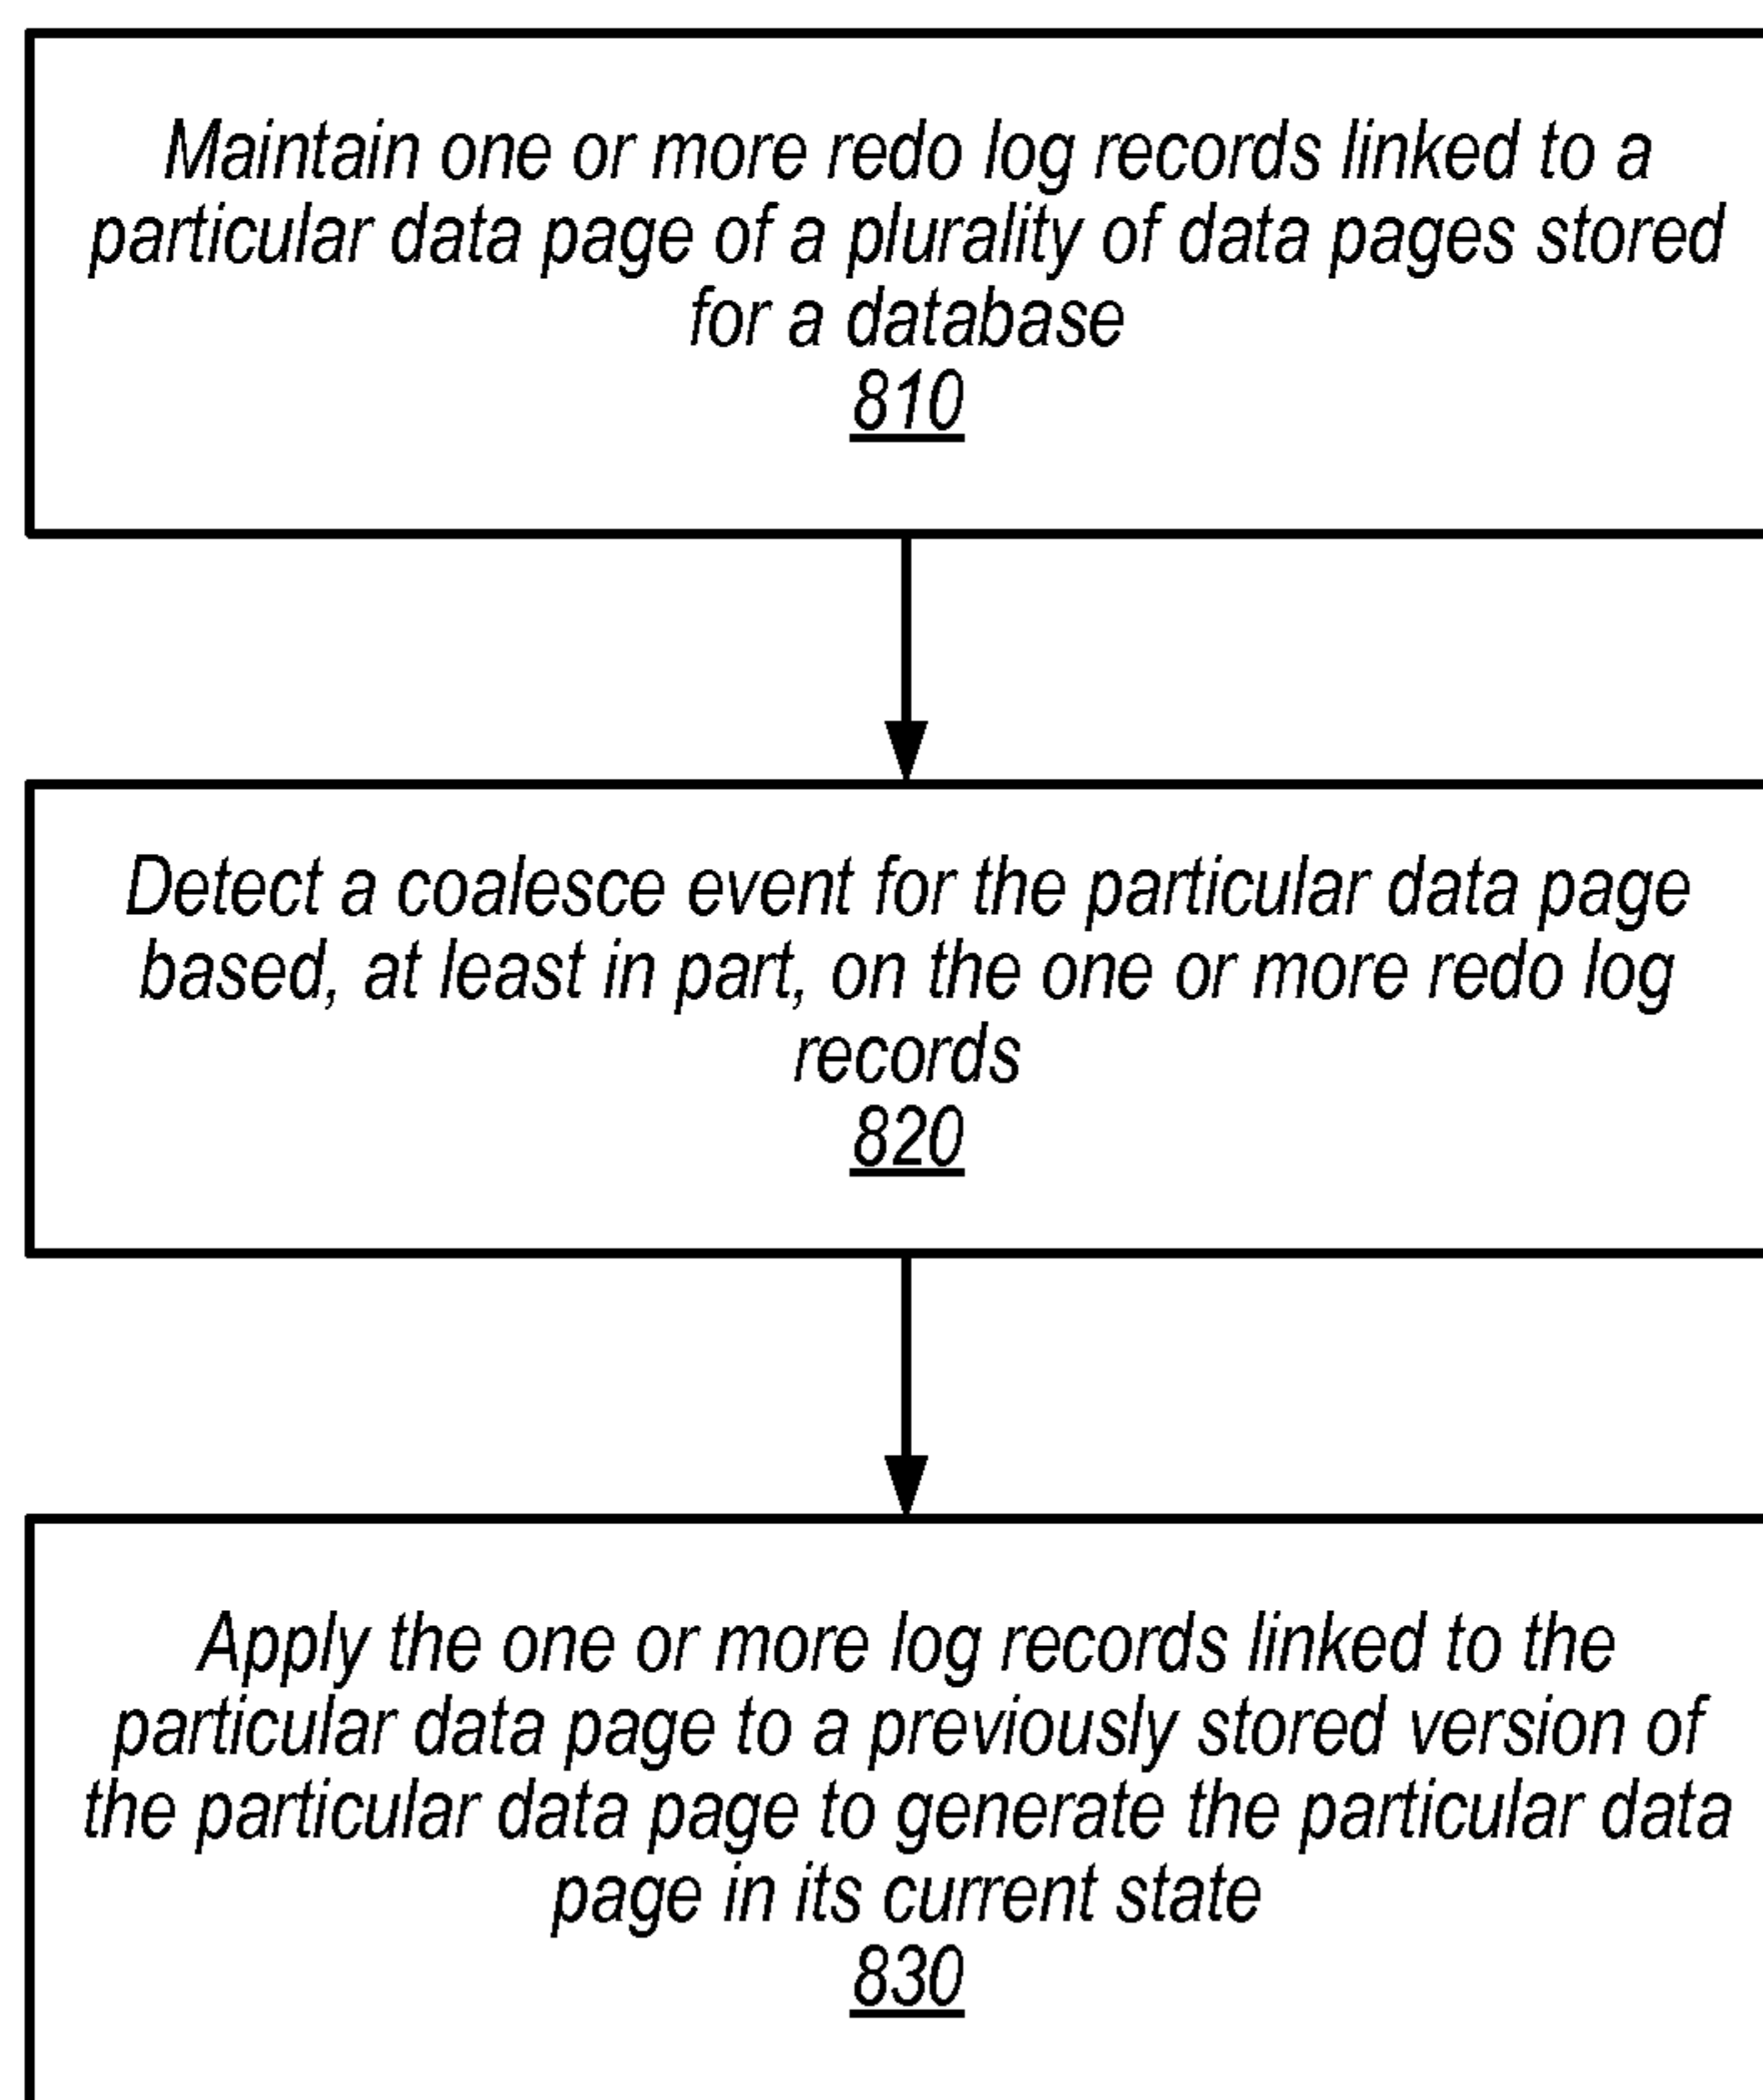 Maintain one or more redo log records linked to a
particular data page of a plurality of data pages stored
for a database
810
Detect a coalesce event for the particular data page
based, at least in part, on the one or more redo log
records
820
Apply the one or more log records linked to the
particular data page to a previously stored version of
the particular data page to generate the particular data
page in its current state
830